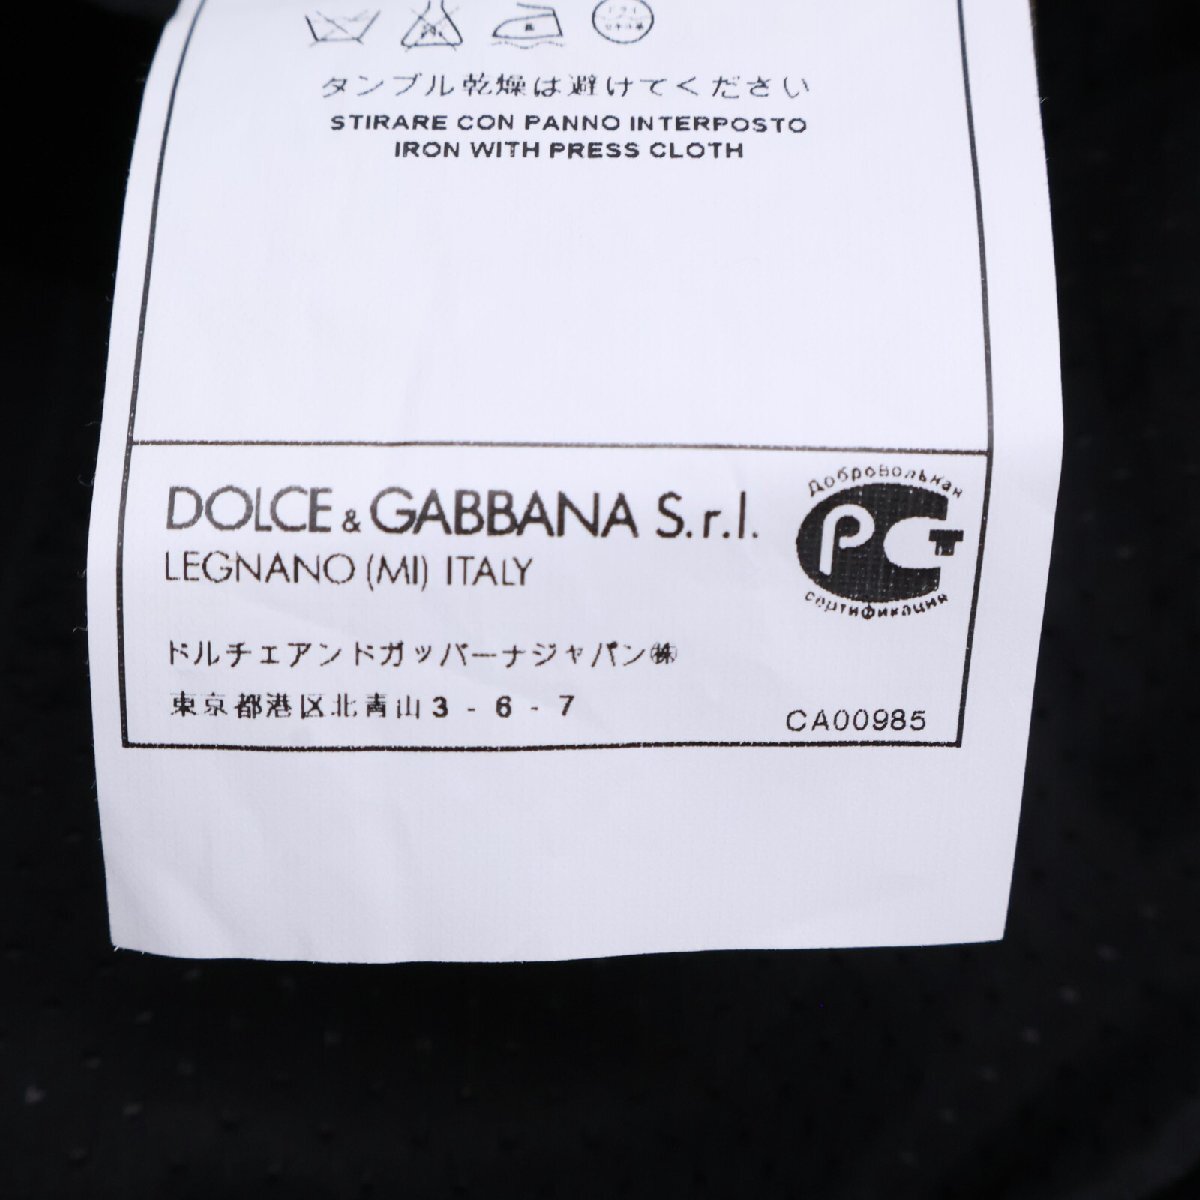 タンブル乾燥は避けてください
STIRARE CON PANNO INTERPOSTO
IRON WITH PRESS CLOTH
DOLCE & GABBANA S.r.l.
LEGNANO (MI) ITALY
Добровольная
РСТ
сертификация
ドルチェアンドガッバーナジャパン㈱
東京都港区北青山3-6-7
CA00985